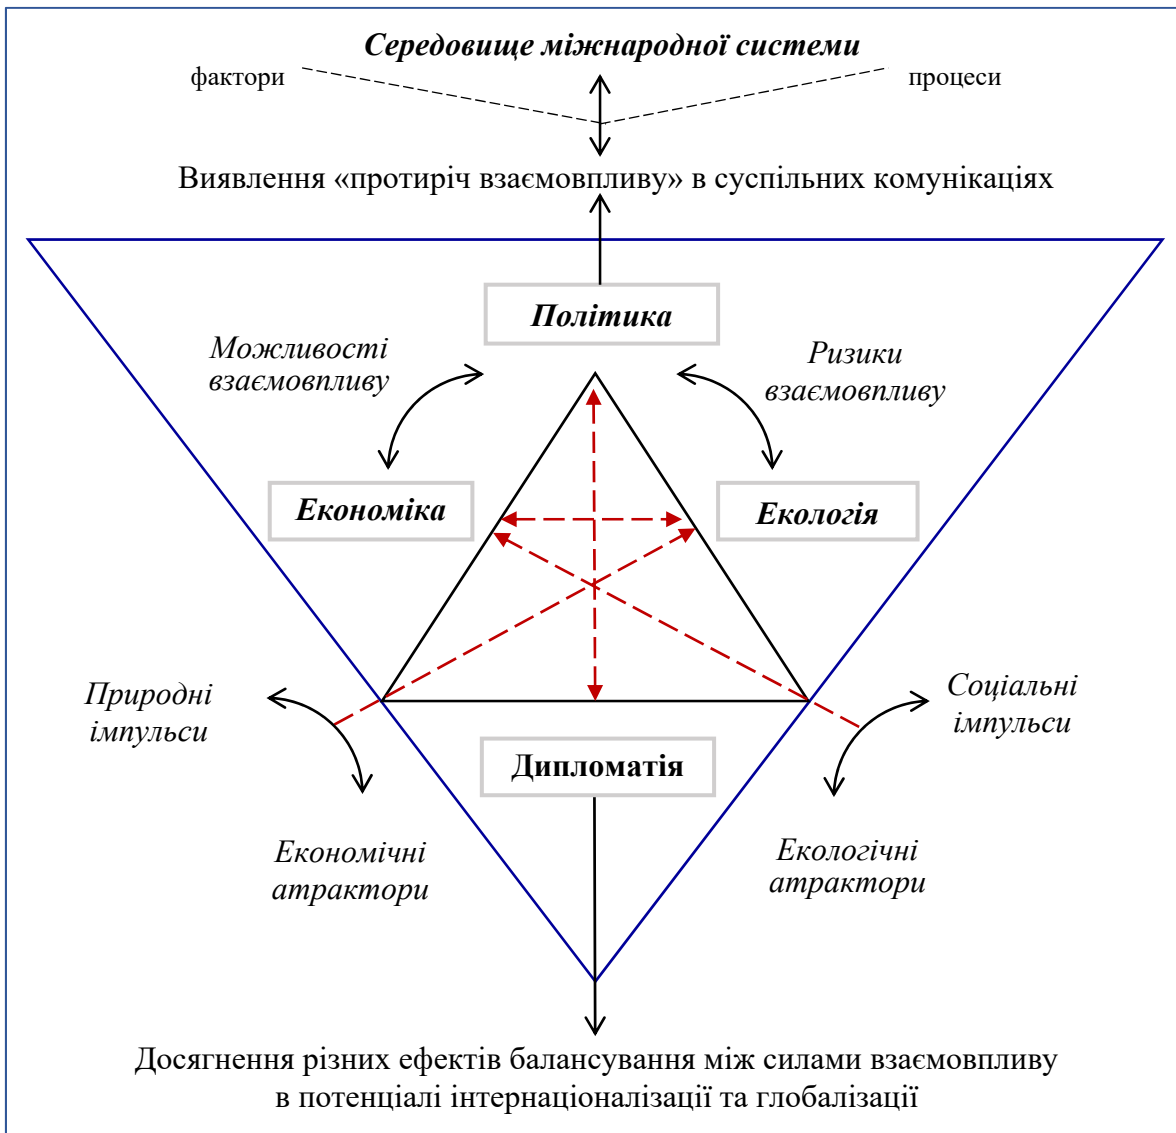 Середовище міжнародної системи
фактори
процеси
Виявлення «протиріч взаємовпливу» в суспільних комунікаціях
Політика
Можливості
взаємовпливу
Ризики
взаємовпливу
Економіка
Екологія
Природні
імпульси
Соціальні
імпульси
Дипломатія
Економічні
атрактори
Екологічні
атрактори
Досягнення різних ефектів балансування між силами взаємовпливу
в потенціалі інтернаціоналізації та глобалізації